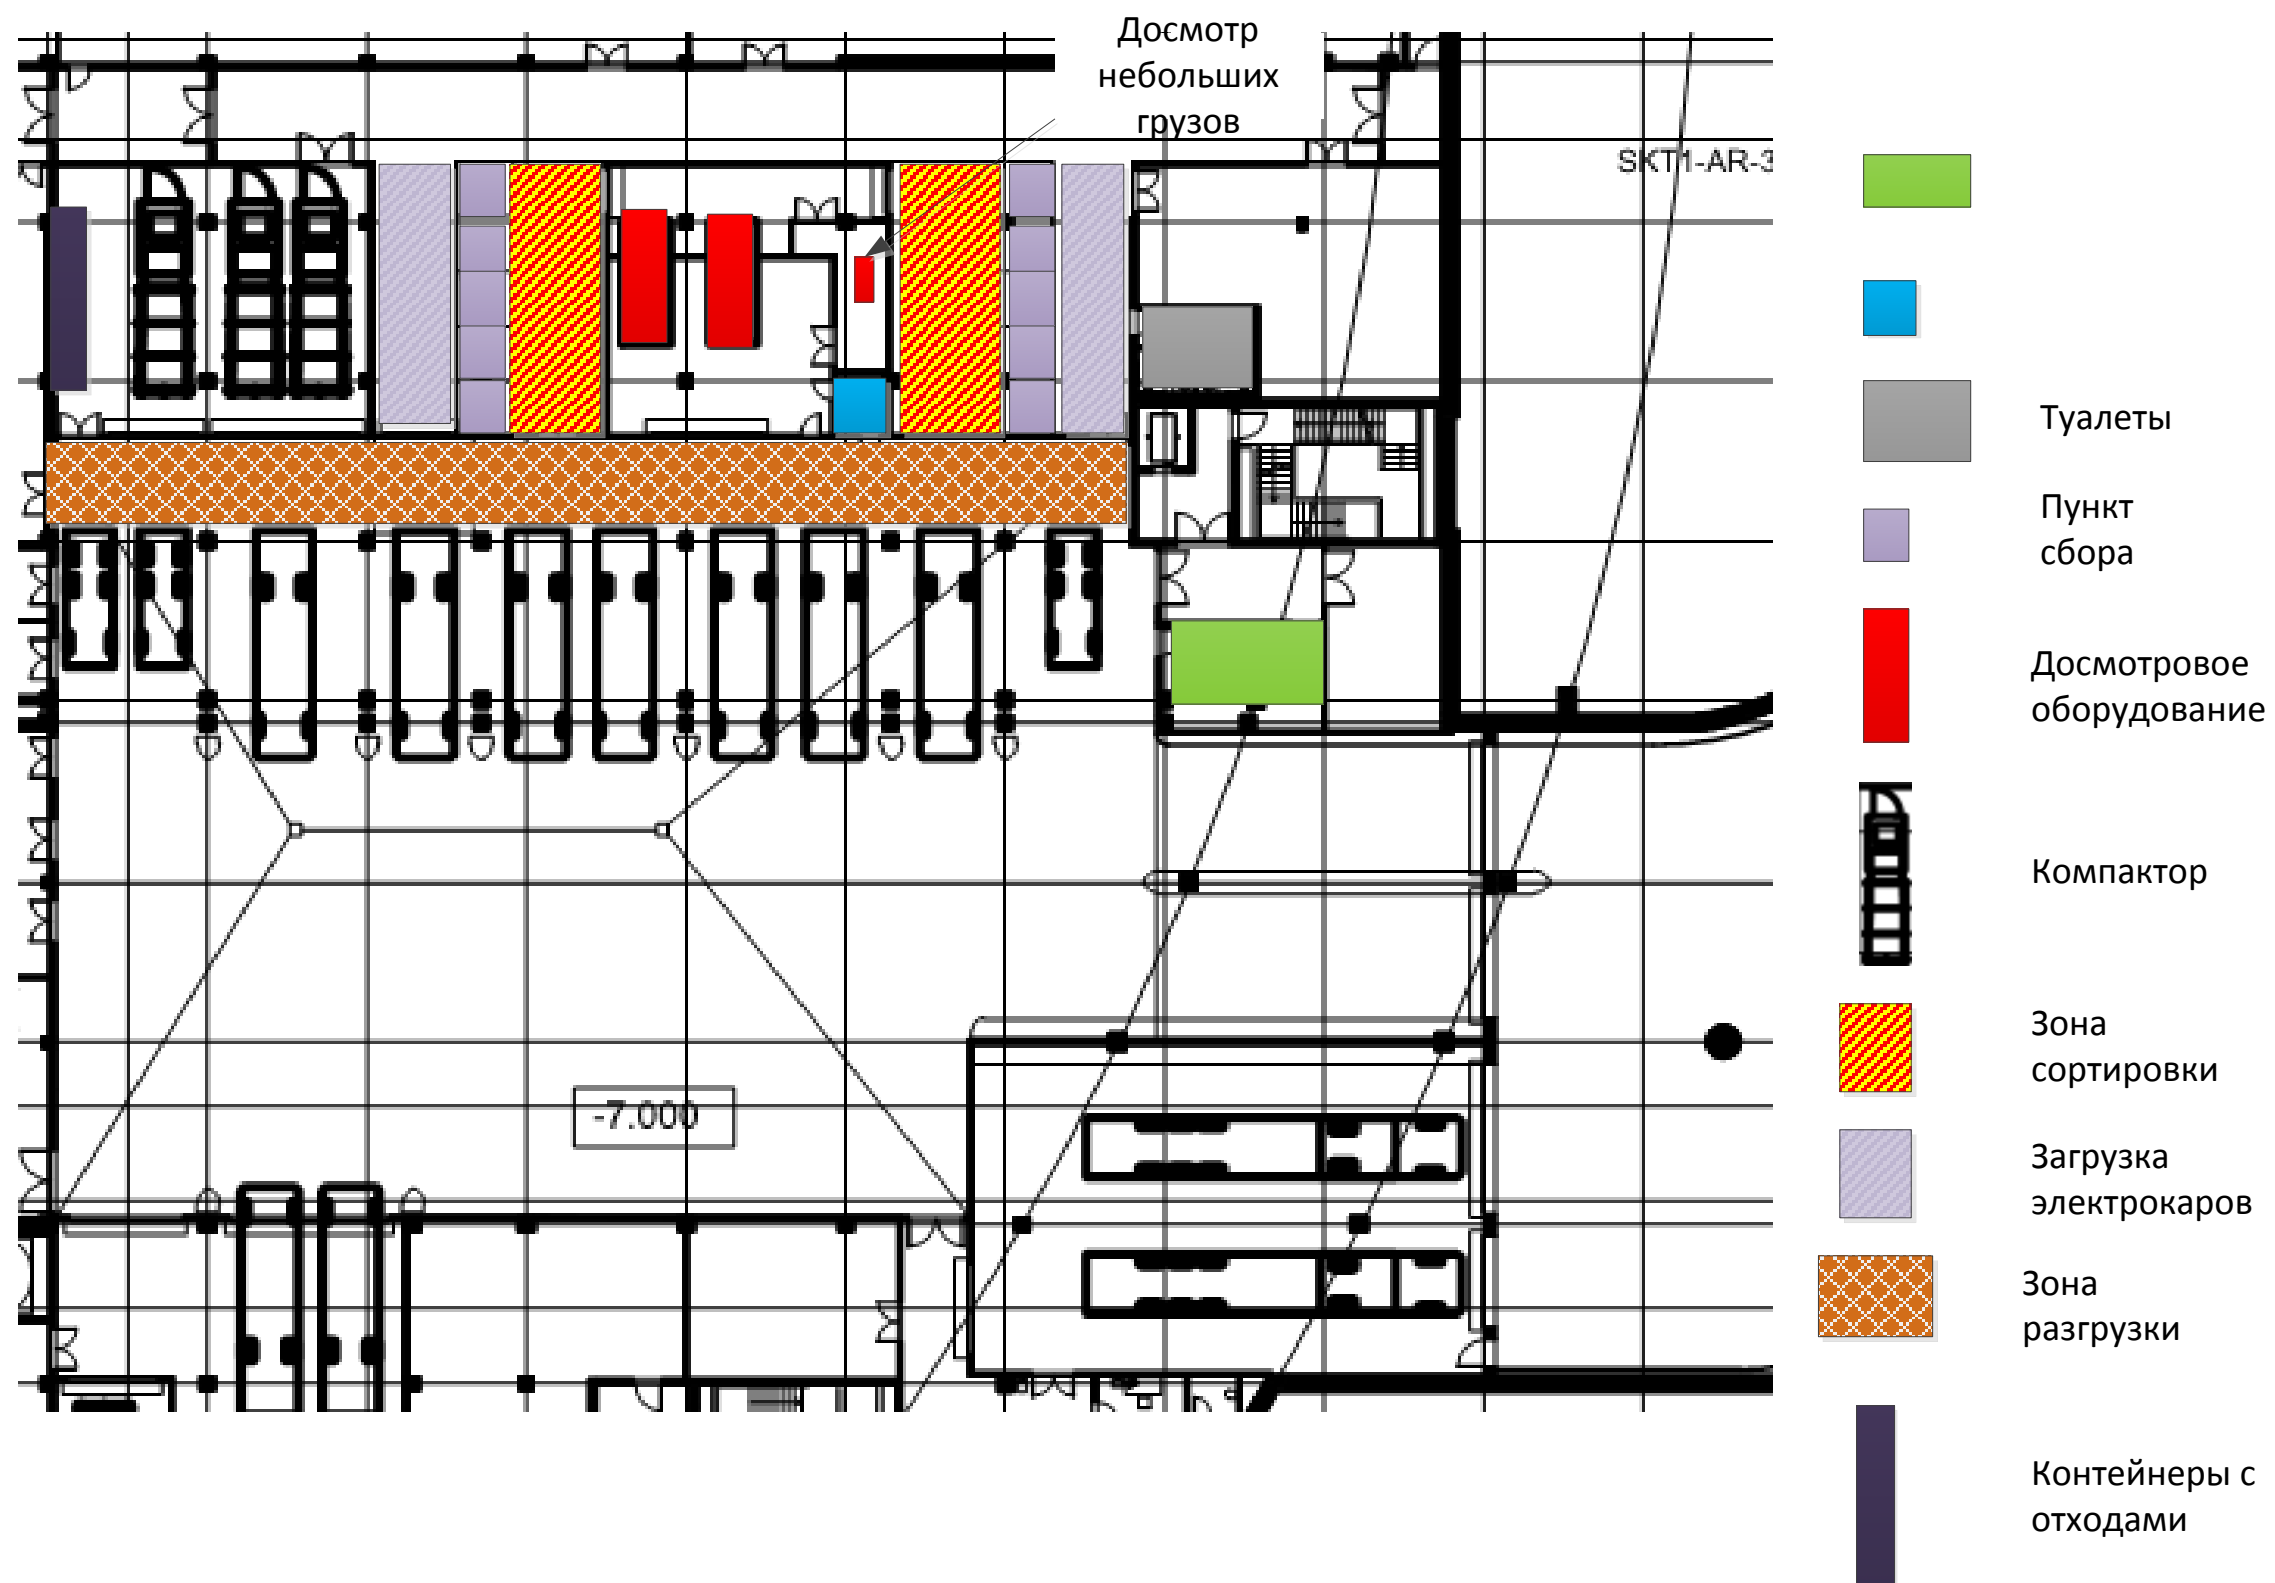 Досмотр
небольших
грузов
SKT1-AR-3
Туалеты
Пункт
сбора
Досмотровое
оборудование
Компактор
Зона
сортировки
-7.000
Загрузка
электрокаров
Зона
разгрузки
Контейнеры с
отходами